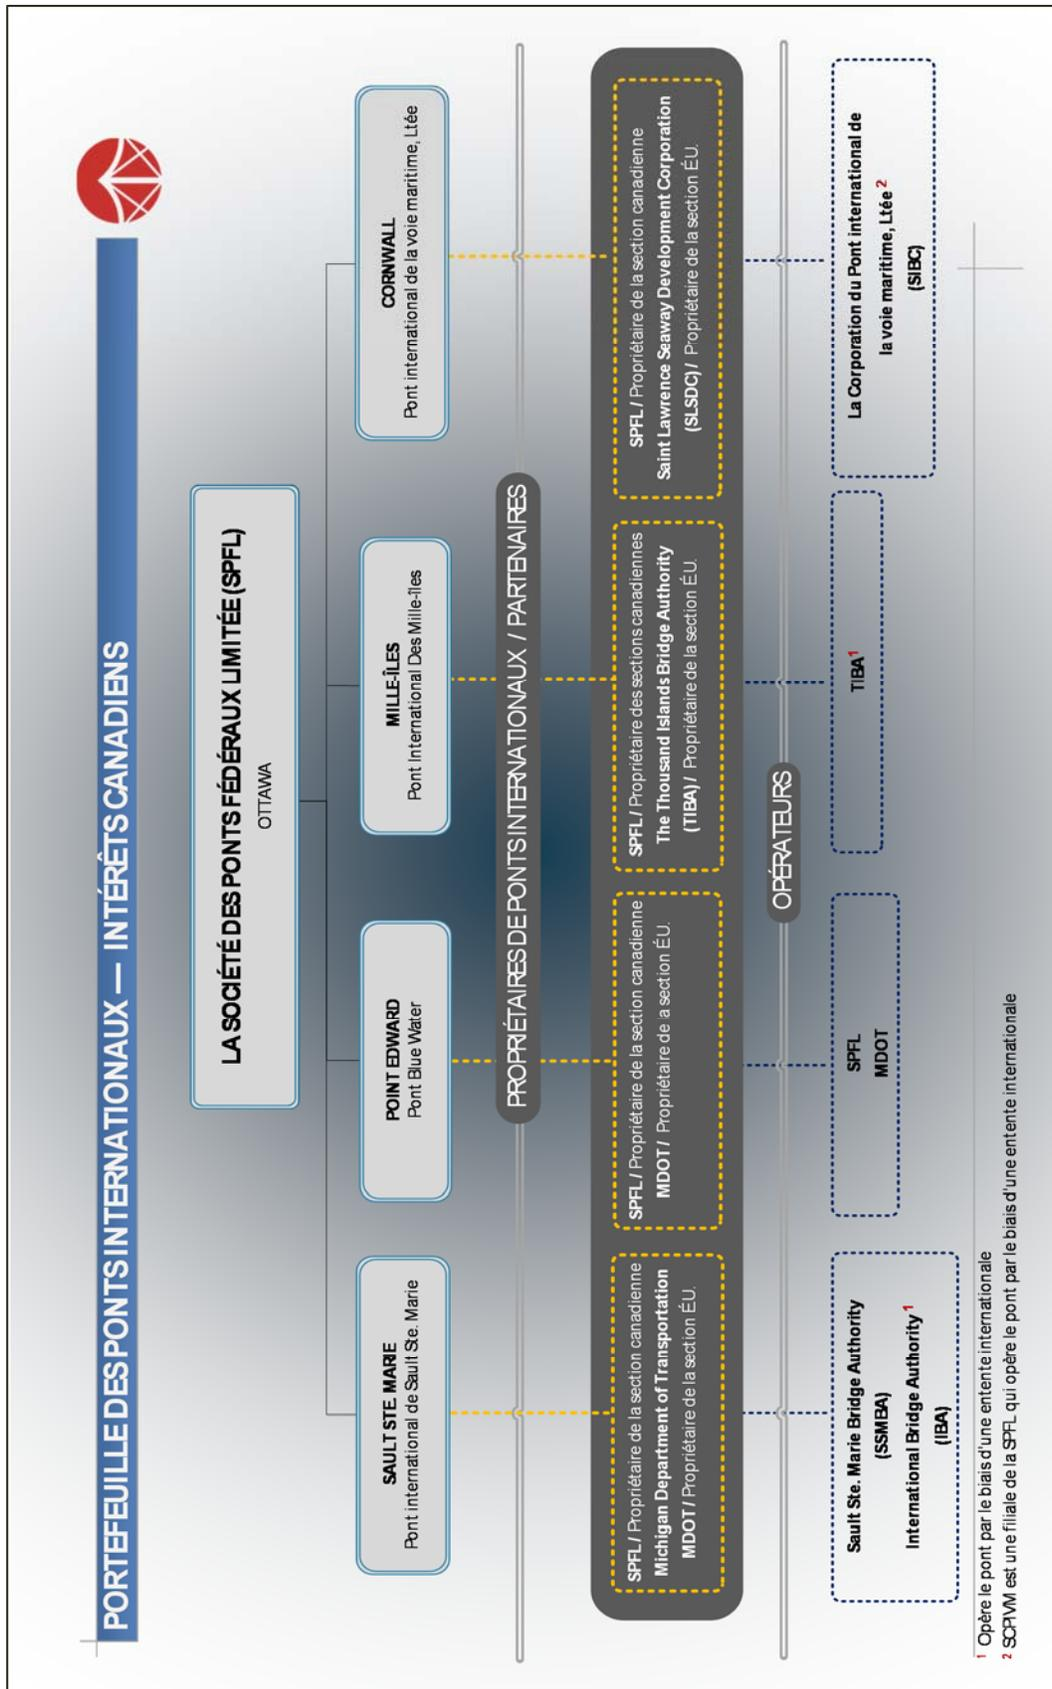 PORTEFEUILLE DES PONTS INTERNATIONAUX — INTÉRÊTS CANADIENS
LA SOCIÉTÉ DES PONTS FÉDÉRAUX LIMITÉE (SPFL)
OTTAWA
SAULT STE. MARIE
Pont international de Sault Ste. Marie
POINT EDWARD
Pont Blue Water
MILLE-ÎLES
Pont International Des Mille-îles
CORNWALL
Pont international de la voie maritime, Ltée
PROPRIÉTAIRES DE PONTS INTERNATIONAUX / PARTENAIRES
SPFL / Propriétaire de la section canadienne
Michigan Department of Transportation
MDOT / Propriétaire de la section ÉU.
SPFL / Propriétaire de la section canadienne
MDOT / Propriétaire de la section ÉU.
SPFL / Propriétaire des sections canadiennes
The Thousand Islands Bridge Authority
(TIBA) / Propriétaire de la section ÉU.
SPFL / Propriétaire de la section canadienne
Saint Lawrence Seaway Development Corporation
(SLSDC) / Propriétaire de la section ÉU.
OPÉRATEURS
Sault Ste. Marie Bridge Authority
(SSMBA)
International Bridge Authority 1
(IBA)
SPFL
MDOT
TIBA1
La Corporation du Pont international de
la voie maritime, Ltée 2
(SIBC)
1 Opère le pont par le biais d'une entente internationale
2 SCPIVM est une filiale de la SPFL qui opère le pont par le biais d'une entente internationale